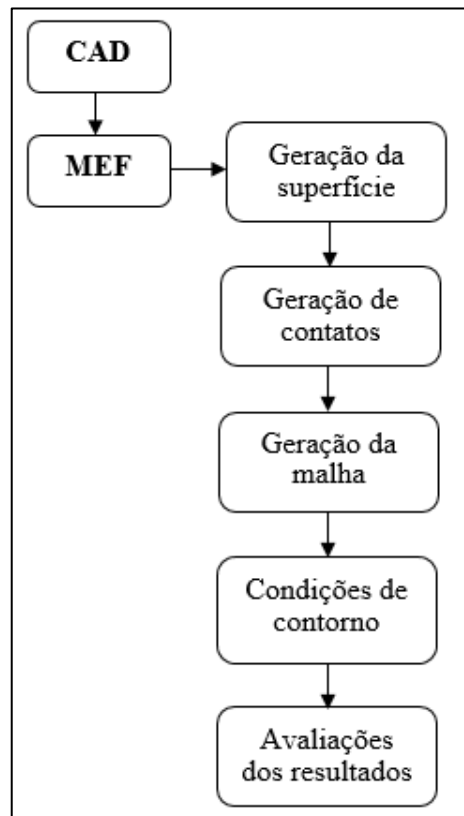 CAD
MEF
Geração da
superfície
Geração de
contatos
Geração da
malha
Condições de
contorno
Avaliações
dos resultados